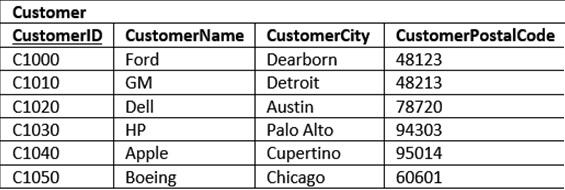 Customer
CustomerID CustomerName CustomerCity CustomerPostalCode
C1000 Ford Dearborn 48123
C1010 GM Detroit 48213
C1020 Dell Austin 78720
C1030 HP Palo Alto 94303
C1040 Apple Cupertino 95014
C1050 Boeing Chicago 60601